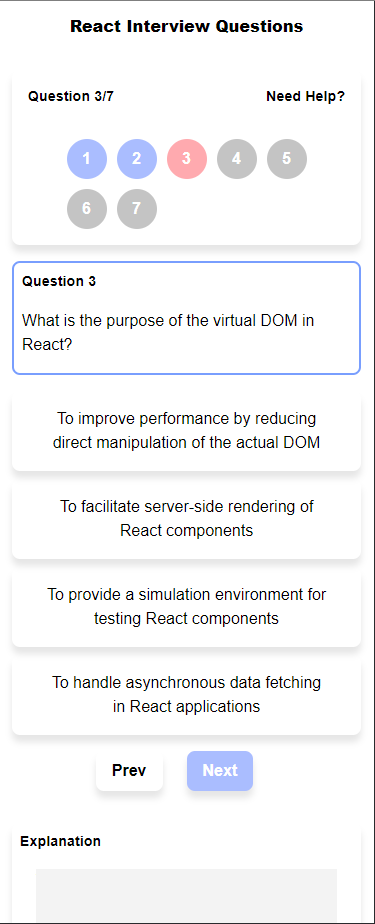 React Interview Questions
Question 3/7
Need Help?
1 2 3 4 5
6 7
Question 3
What is the purpose of the virtual DOM in
React?
To improve performance by reducing
direct manipulation of the actual DOM
To facilitate server-side rendering of
React components
To provide a simulation environment for
testing React components
To handle asynchronous data fetching
in React applications
Prev
Next
Explanation